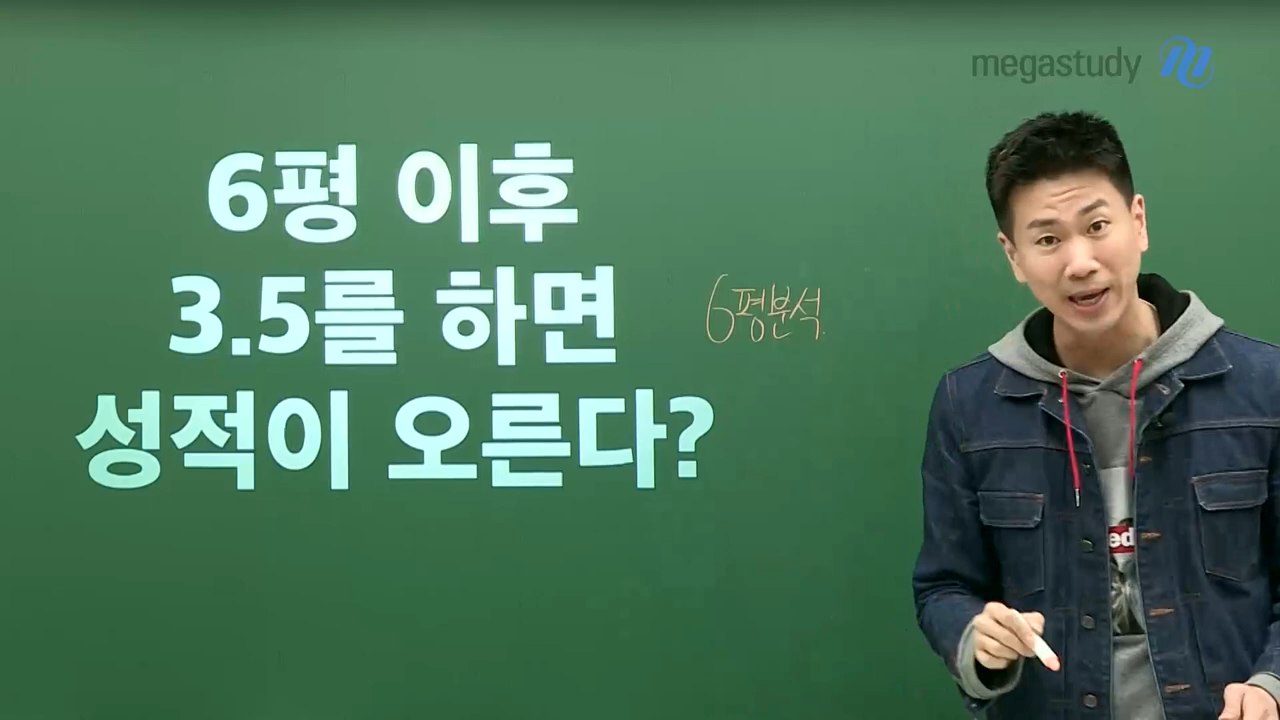 megastudy
6평 이후
3.5를 하면
성적이 오른다?
6평분석
ed